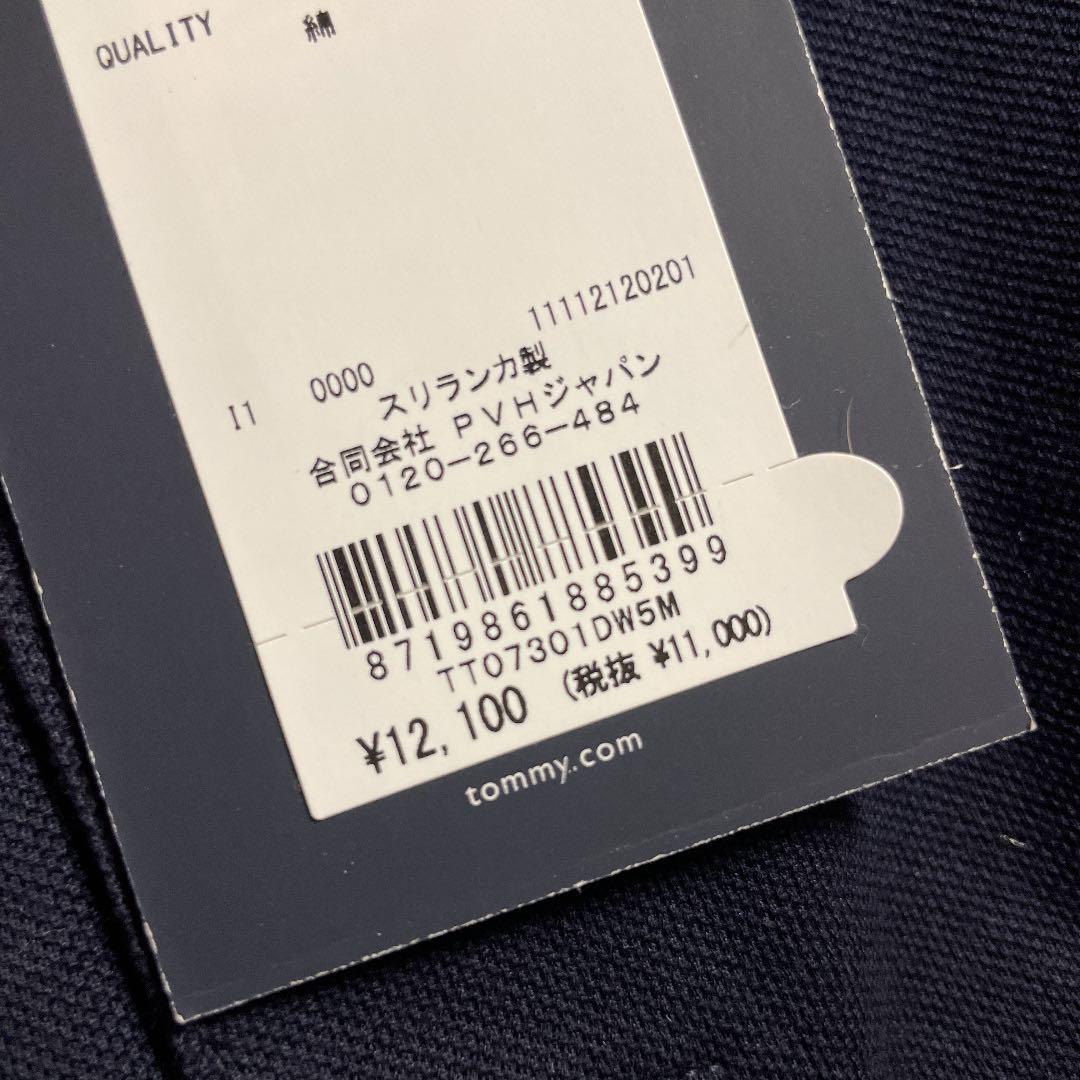 QUALITY 綿
11112120201
I1 0000
スリランカ製
合同会社 PVHジャパン
0120-266-484
8719861885399
TT07301DW5M
¥12,100 (税抜 ¥11,000)
tommy.com